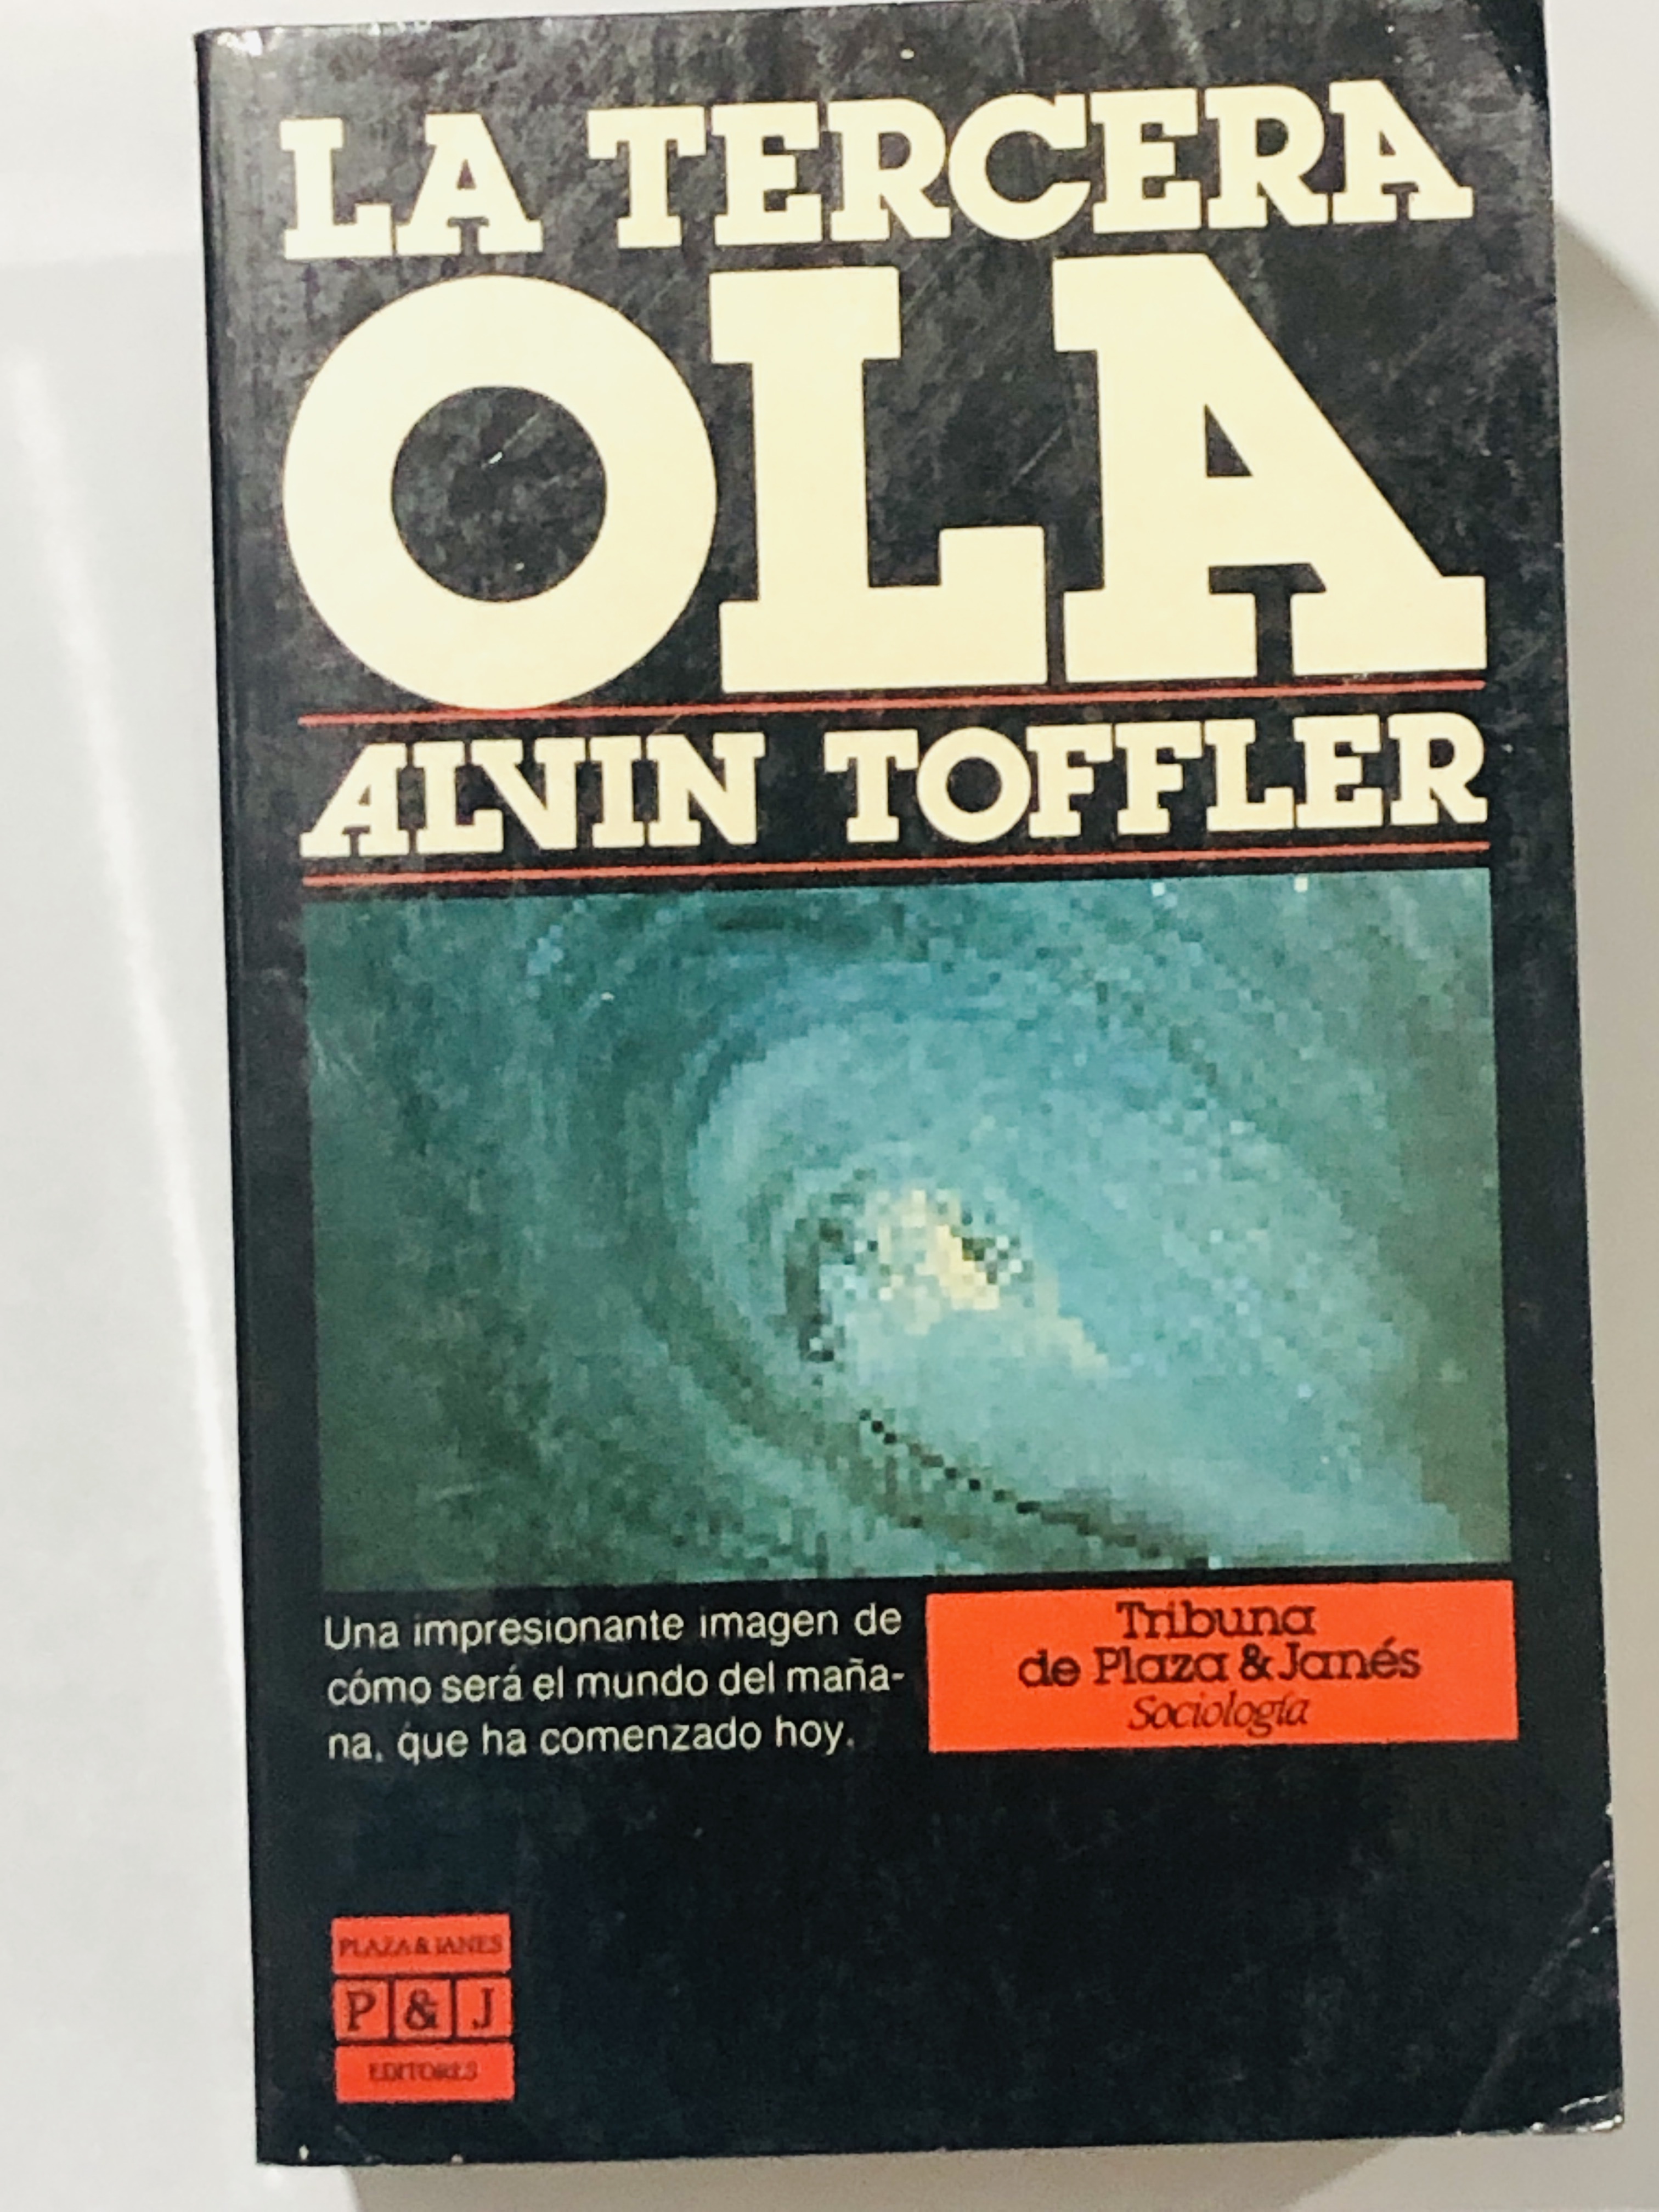 LA TERCERA
OLA
ALVIN TOFFLER
Una impresionante imagen de
cómo será el mundo del maña-
na, que ha comenzado hoy.
Tribuna
de Plaza & Janés
Sociología
PLAZA & JANES
P & J
EDITORES